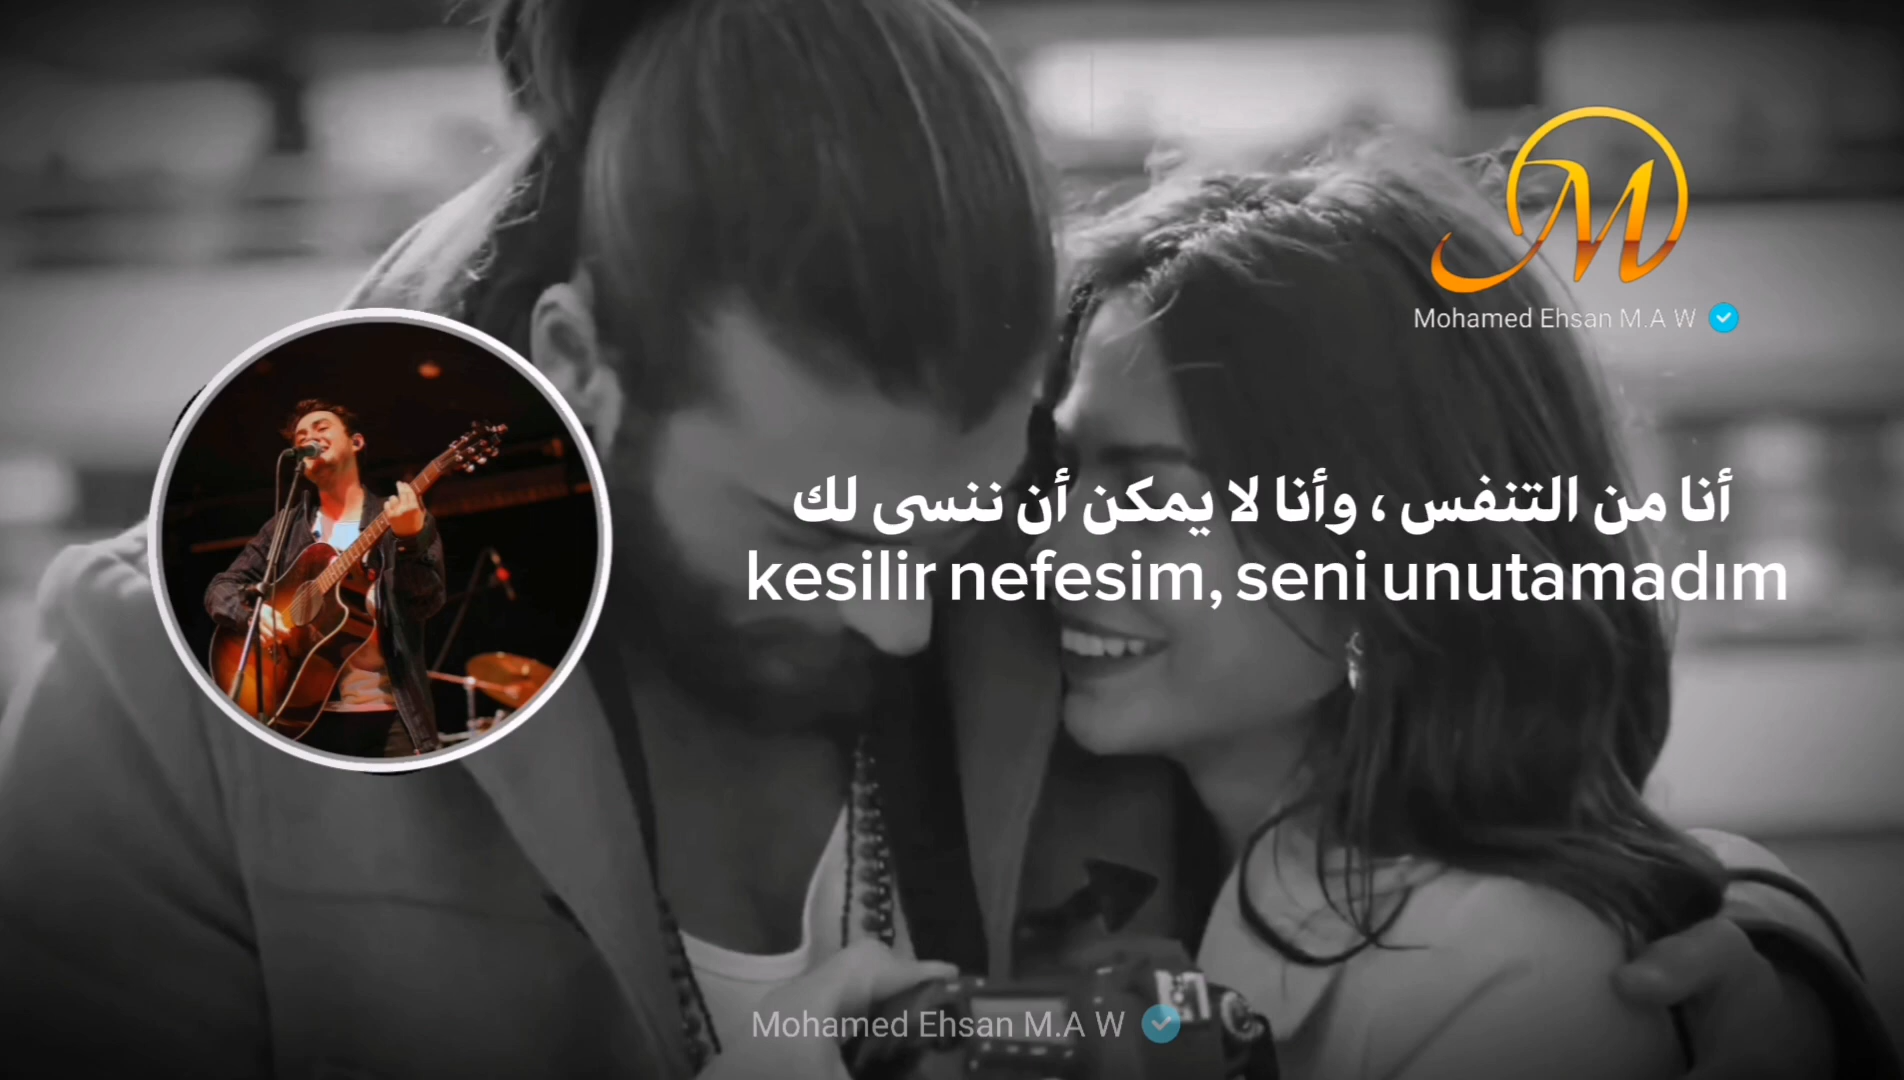 M
Mohamed Ehsan M.A W
أنا من التنفس ، وأنا لا يمكن أن ننسى لك
kesilir nefesim, seni unutamadım
Mohamed Ehsan M.A W